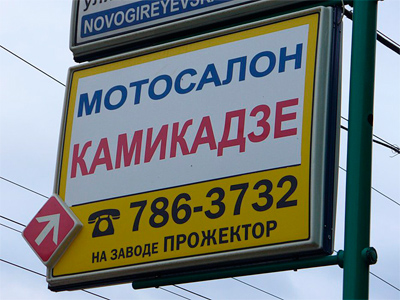 NOVOGIREYEVSK
МОТОСАЛОН
КАМИКАДЗЕ
☎ 786-3732
НА ЗАВОДЕ ПРОЖЕКТОР